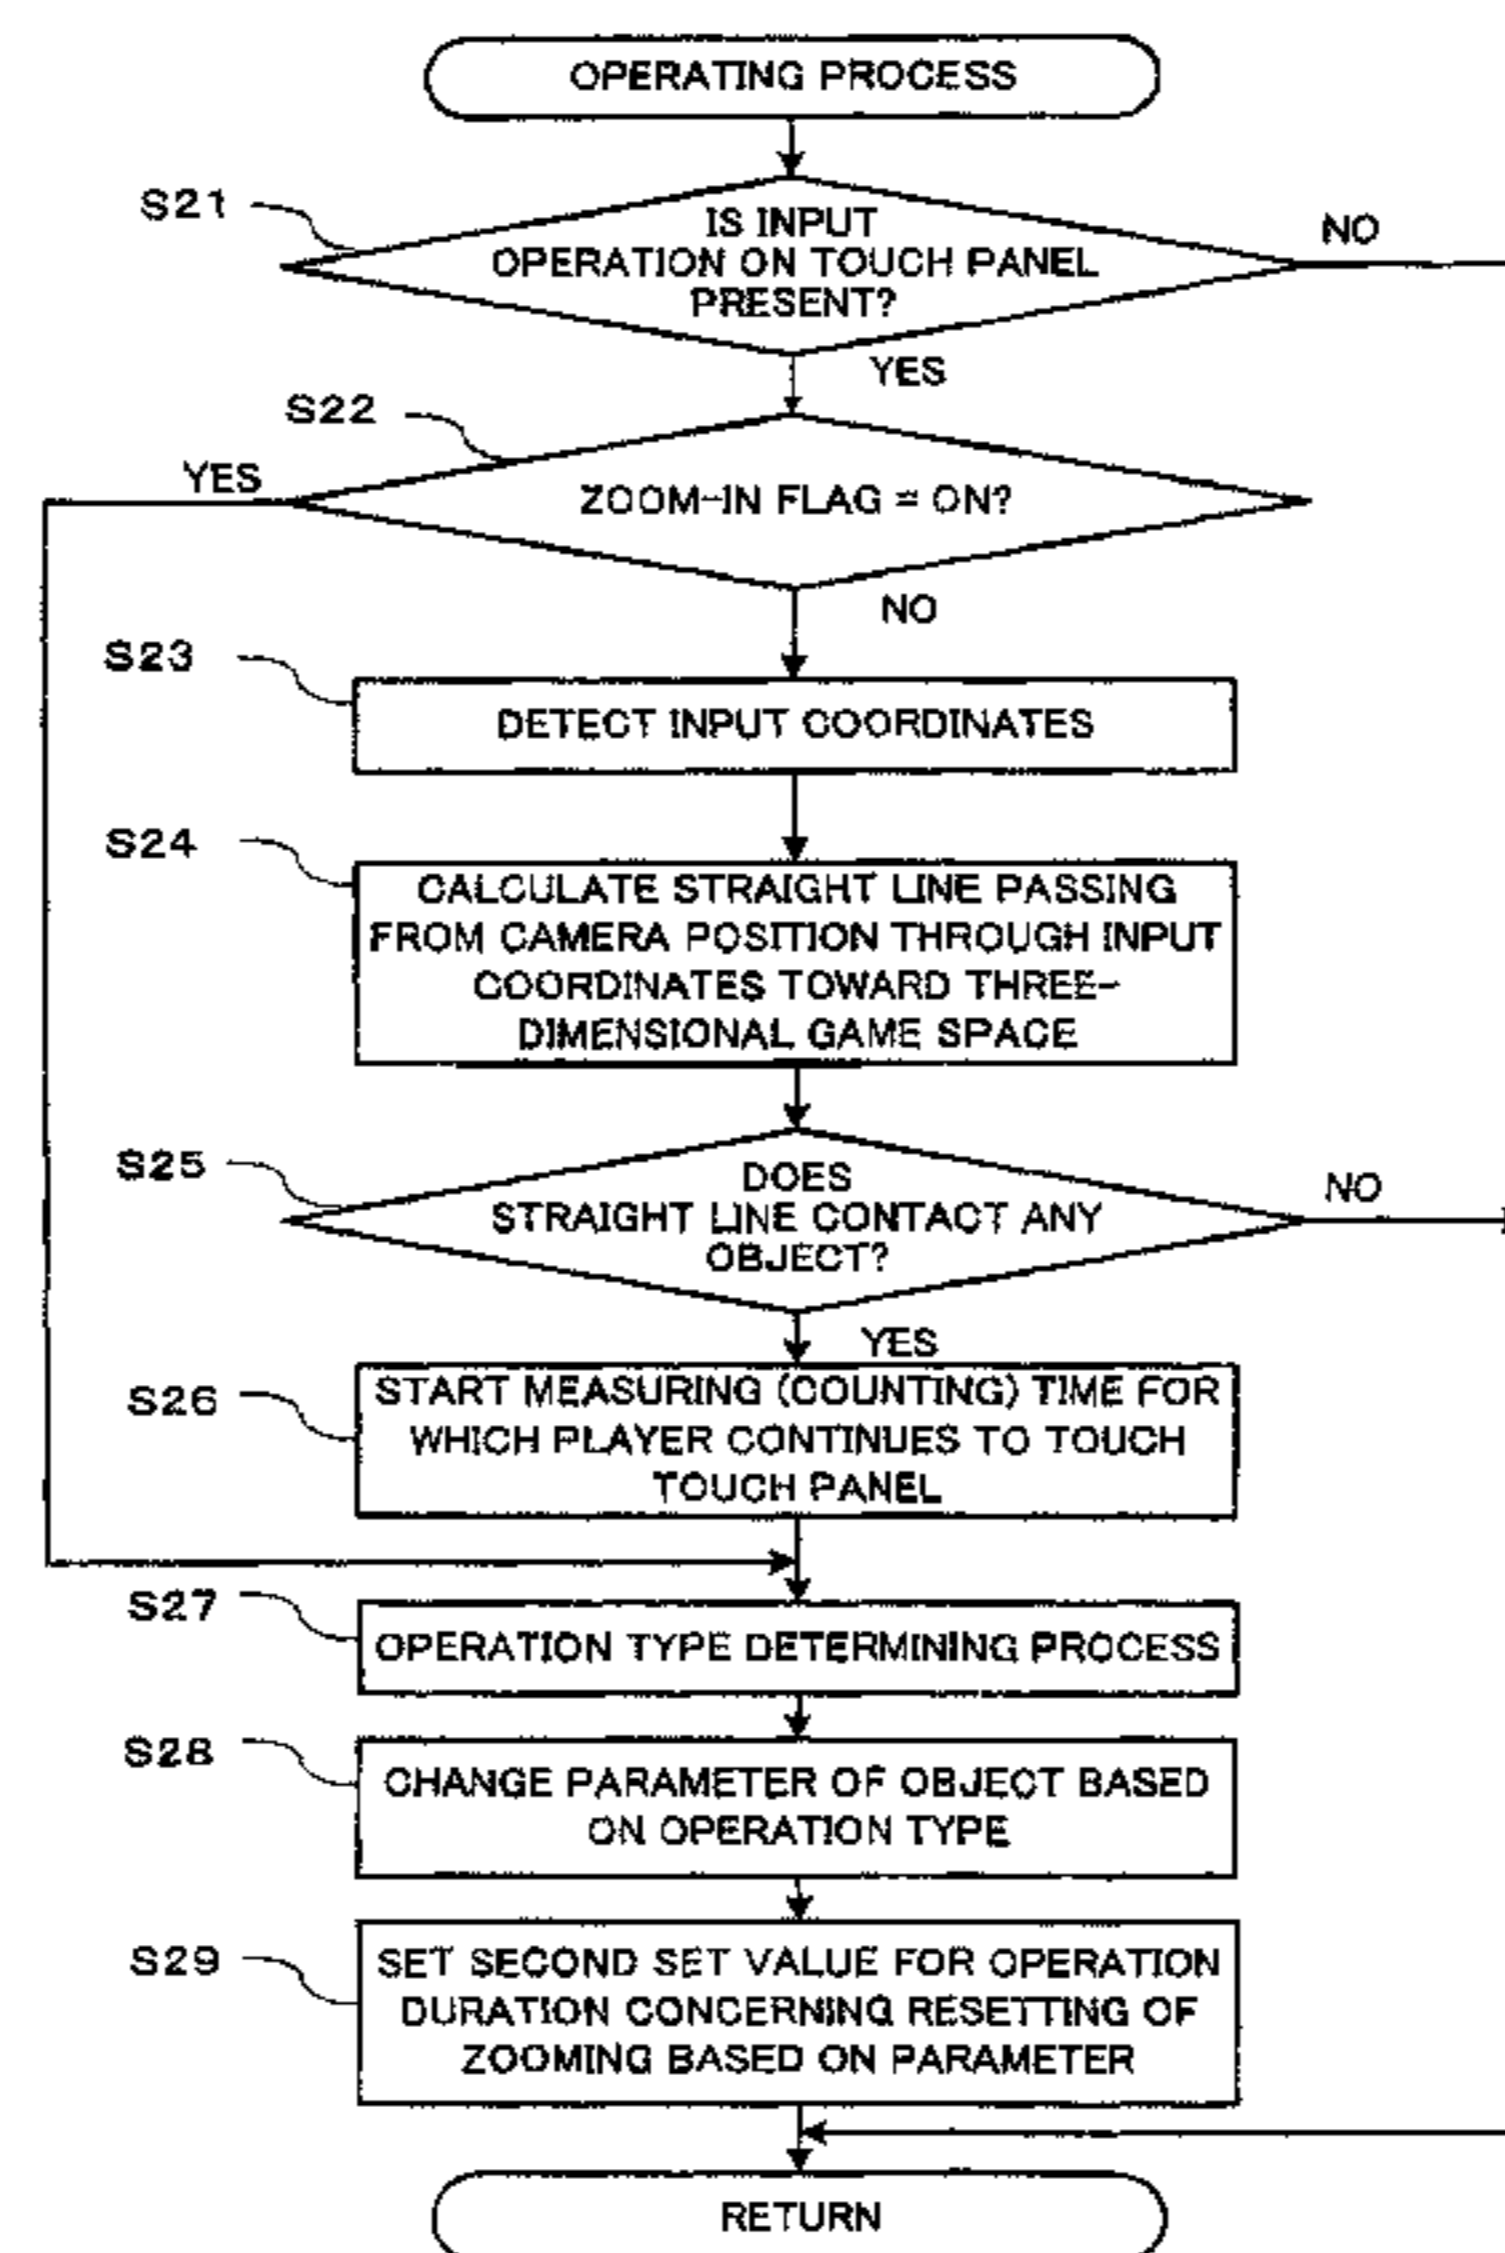 OPERATING PROCESS
S21
IS INPUT
OPERATION ON TOUCH PANEL
PRESENT?
NO
YES
S22
YES
ZOOM-IN FLAG = ON?
NO
S23
DETECT INPUT COORDINATES
S24
CALCULATE STRAIGHT LINE PASSING
FROM CAMERA POSITION THROUGH INPUT
COORDINATES TOWARD THREE-
DIMENSIONAL GAME SPACE
S25
DOES
STRAIGHT LINE CONTACT ANY
OBJECT?
NO
YES
S26
START MEASURING (COUNTING) TIME FOR
WHICH PLAYER CONTINUES TO TOUCH
TOUCH PANEL
S27
OPERATION TYPE DETERMINING PROCESS
S28
CHANGE PARAMETER OF OBJECT BASED
ON OPERATION TYPE
S29
SET SECOND SET VALUE FOR OPERATION
DURATION CONCERNING RESETTING OF
ZOOMING BASED ON PARAMETER
RETURN